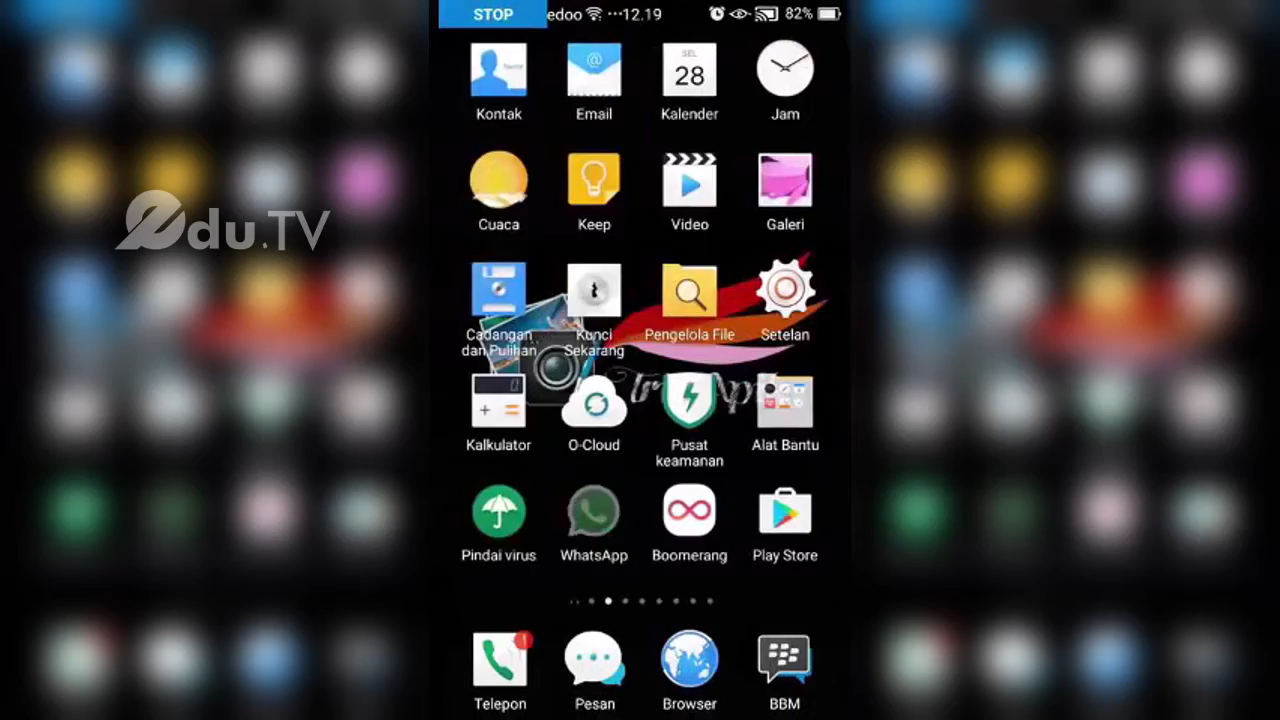 STOP
edoo
12.19
82%
SEL
28
Kontak
Email
Kalender
Jam
edu.TV
Cuaca
Keep
Video
Galeri
Cadangan
dan Pulihan
Kunci
Sekarang
Pengelola File
Setelan
0
Kalkulator
O-Cloud
Pusat
keamanan
Alat Bantu
Pindai virus
WhatsApp
Boomerang
Play Store
Telepon
Pesan
Browser
BBM